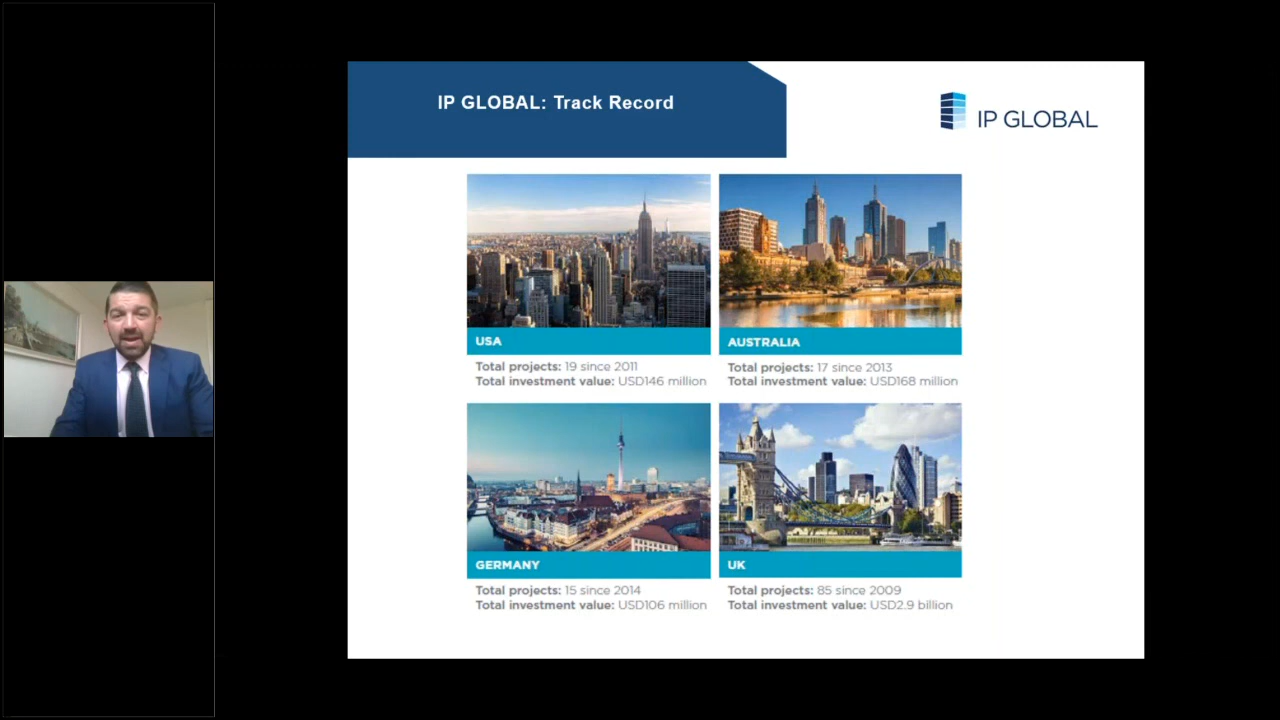 IP GLOBAL: Track Record
IP GLOBAL
USA
Total projects: 19 since 2011
Total investment value: USD146 million
AUSTRALIA
Total projects: 17 since 2013
Total investment value: USD168 million
GERMANY
Total projects: 15 since 2014
Total investment value: USD106 million
UK
Total projects: 85 since 2009
Total investment value: USD2.9 billion